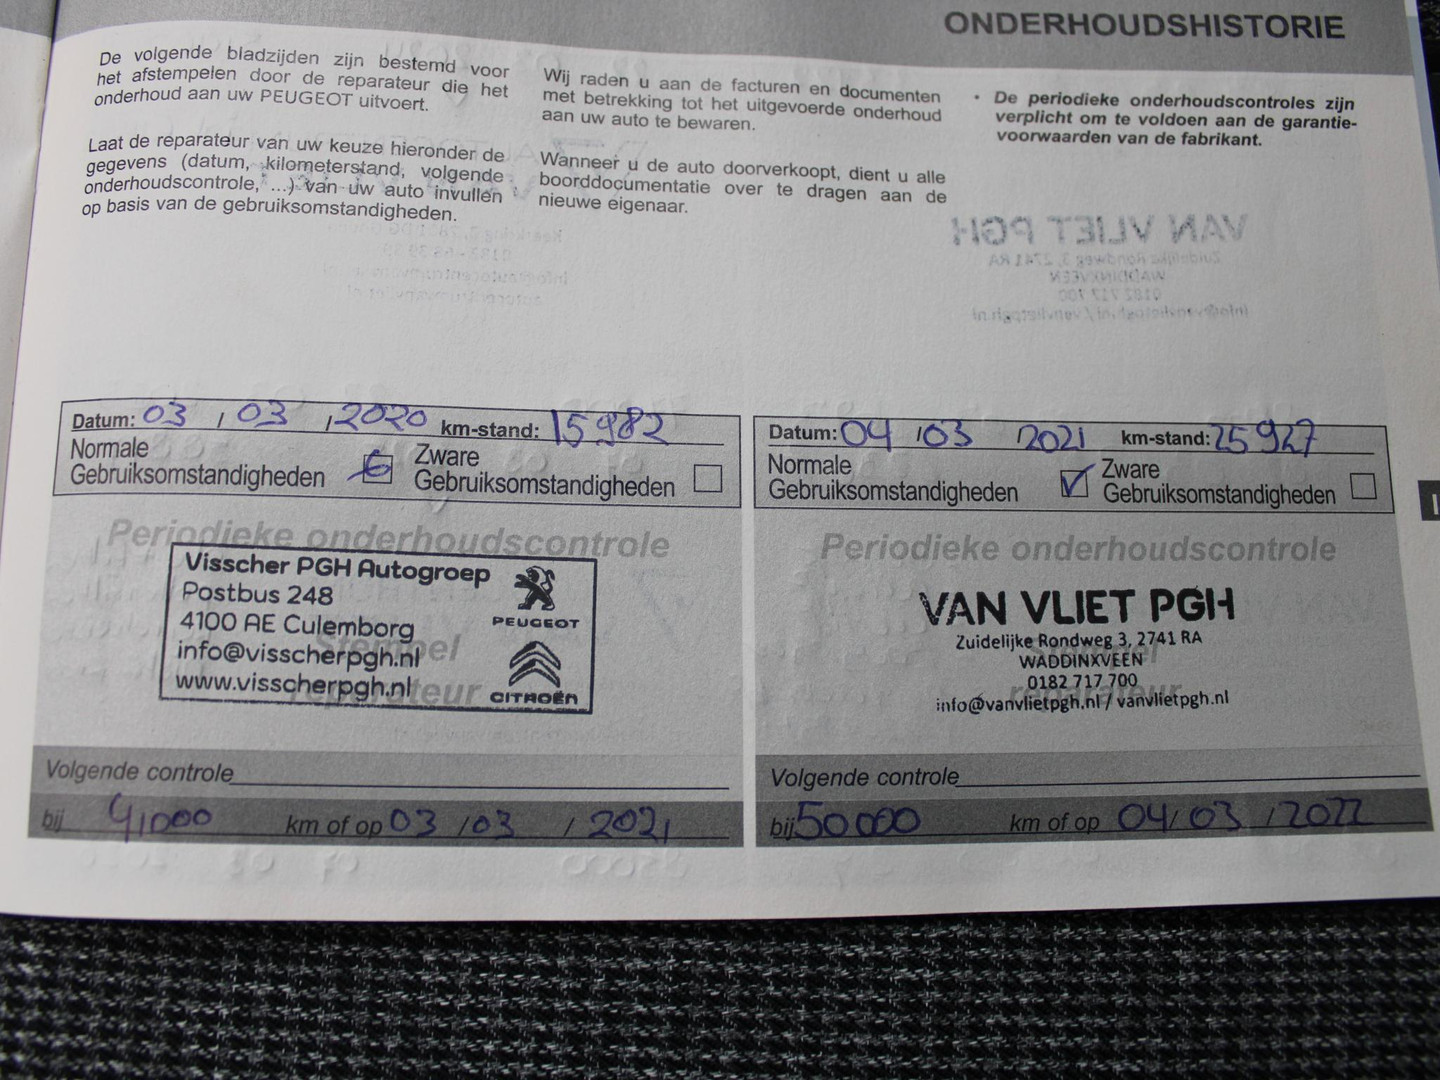 ONDERHOUDSHISTORIE
De volgende bladzijden zijn bestemd voor
het afstempelen door de reparateur die het
onderhoud aan uw PEUGEOT uitvoert.
Laat de reparateur van uw keuze hieronder de
gegevens (datum, kilometerstand, volgende
onderhoudscontrole, ...) van uw auto invullen
op basis van de gebruiksomstandigheden.
Wij raden u aan de facturen en documenten
met betrekking tot het uitgevoerde onderhoud
aan uw auto te bewaren.
Wanneer u de auto doorverkoopt, dient u alle
boorddocumentatie over te dragen aan de
nieuwe eigenaar.
• De periodieke onderhoudscontroles zijn
verplicht om te voldoen aan de garantie-
voorwaarden van de fabrikant.
Datum: 03 / 03 / 2020 km-stand: 15982
Normale
Gebruiksomstandigheden
Zware
Gebruiksomstandigheden
Periodieke onderhoudscontrole
Stempel
reparateur
Visscher PGH Autogroep
Postbus 248
4100 AE Culemborg
info@visscherpgh.nl
www.visscherpgh.nl
PEUGEOT
CITROËN
Volgende controle
bij 41000 km of op 03 / 03 / 2021
Datum: 04 / 03 / 2021 km-stand: 25927
Normale
Gebruiksomstandigheden
Zware
Gebruiksomstandigheden
Periodieke onderhoudscontrole
Stempel
reparateur
VAN VLIET PGH
Zuidelijke Rondweg 3, 2741 RA
WADDINXVEEN
0182 717 700
info@vanvlietpgh.nl / vanvlietpgh.nl
Volgende controle
bij 50000 km of op 04 / 03 / 2022